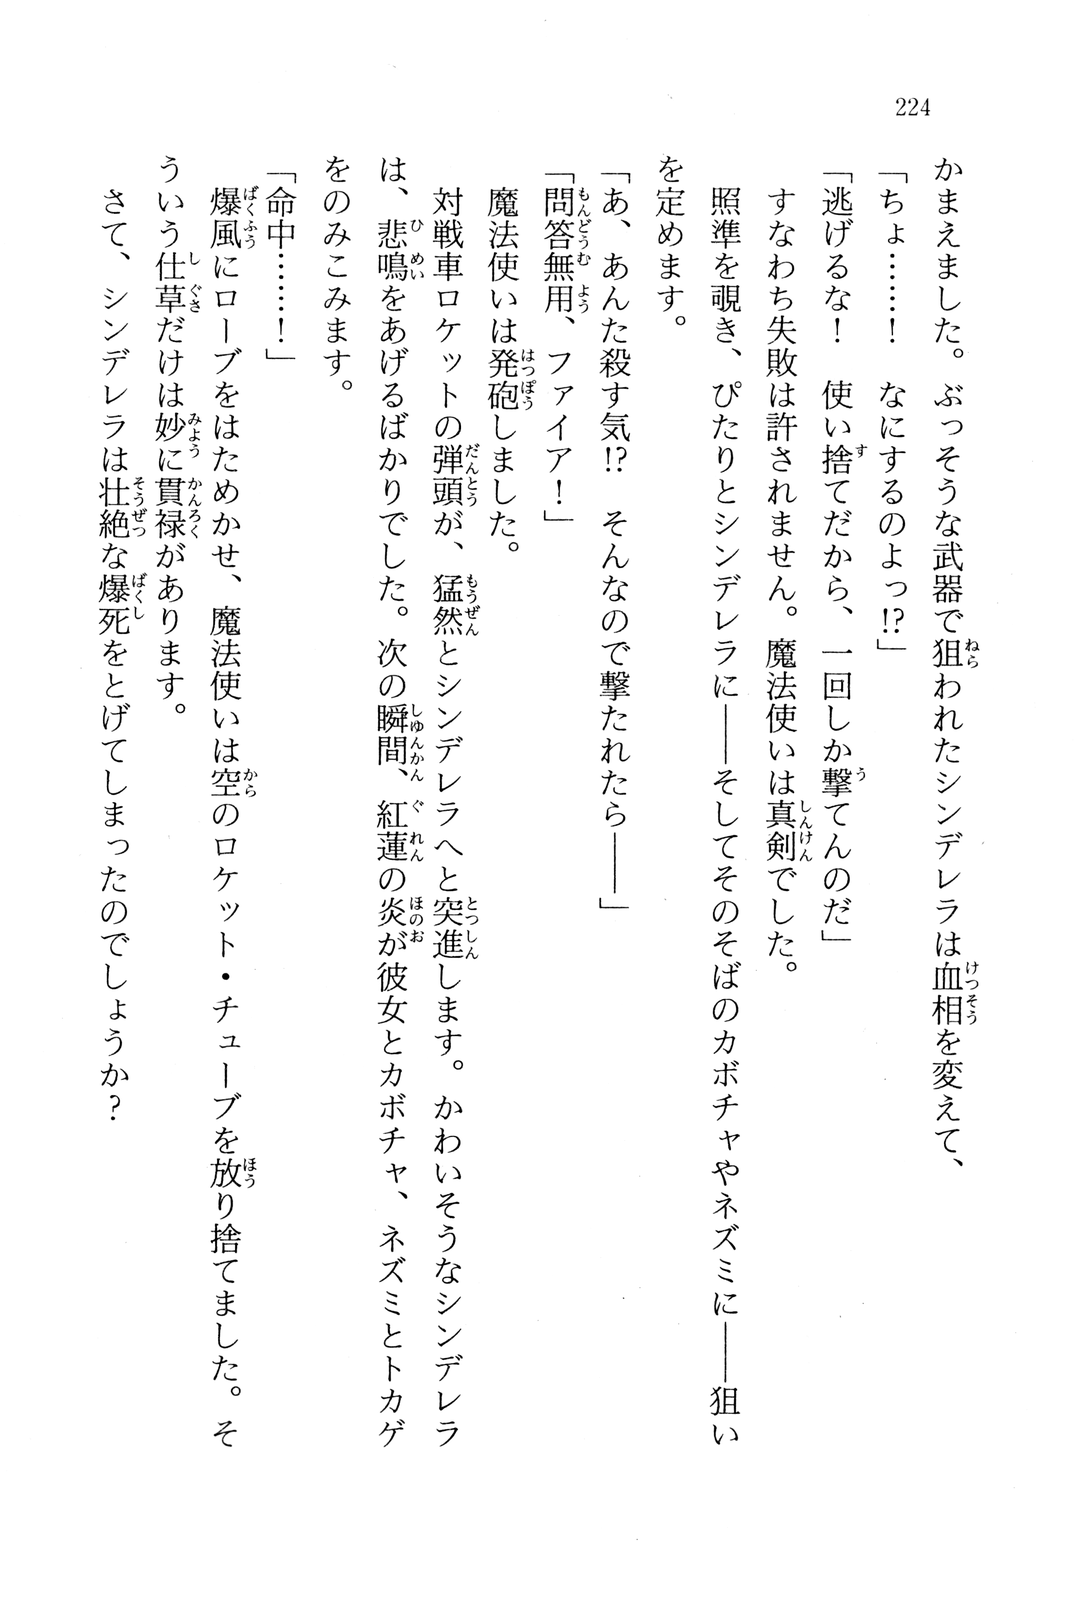 224
かまえました。ぶっそうな武器で狙われたシンデレラは血相を変えて、
「ちょ……！　なにするのよっ!?」
「逃げるな！　使い捨てだから、一回しか撃てんのだ」
すなわち失敗は許されません。魔法使いは真剣でした。
照準を覗き、ぴたりとシンデレラに――そしてそのそばのカボチャやネズミに――狙い
を定めます。
「あ、あんた殺す気!?　そんなので撃たれたら――」
「問答無用、ファイア！」
魔法使いは発砲しました。
対戦車ロケットの弾頭が、猛然とシンデレラへと突進します。かわいそうなシンデレラ
は、悲鳴をあげるばかりでした。次の瞬間、紅蓮の炎が彼女とカボチャ、ネズミとトカゲ
をのみこみます。
「命中……！」
爆風にローブをはためかせ、魔法使いは空のロケット・チューブを放り捨てました。そ
ういう仕草だけは妙に貫禄があります。
さて、シンデレラは壮絶な爆死をとげてしまったのでしょうか？